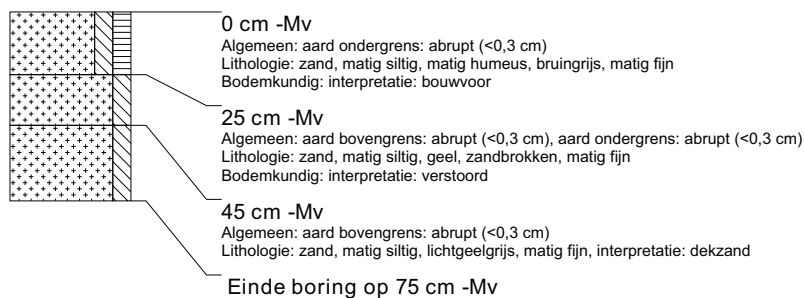 0 cm -Mv
Algemeen: aard ondergrens: abrupt (<0,3 cm)
Lithologie: zand, matig siltig, matig humeus, bruingrijs, matig fijn
Bodemkundig: interpretatie: bouwvoor
25 cm -Mv
Algemeen: aard bovengrens: abrupt (<0,3 cm), aard ondergrens: abrupt (<0,3 cm)
Lithologie: zand, matig siltig, geel, zandbrokken, matig fijn
Bodemkundig: interpretatie: verstoord
45 cm -Mv
Algemeen: aard bovengrens: abrupt (<0,3 cm)
Lithologie: zand, matig siltig, lichtgeelgrijs, matig fijn, interpretatie: dekzand
Einde boring op 75 cm -Mv